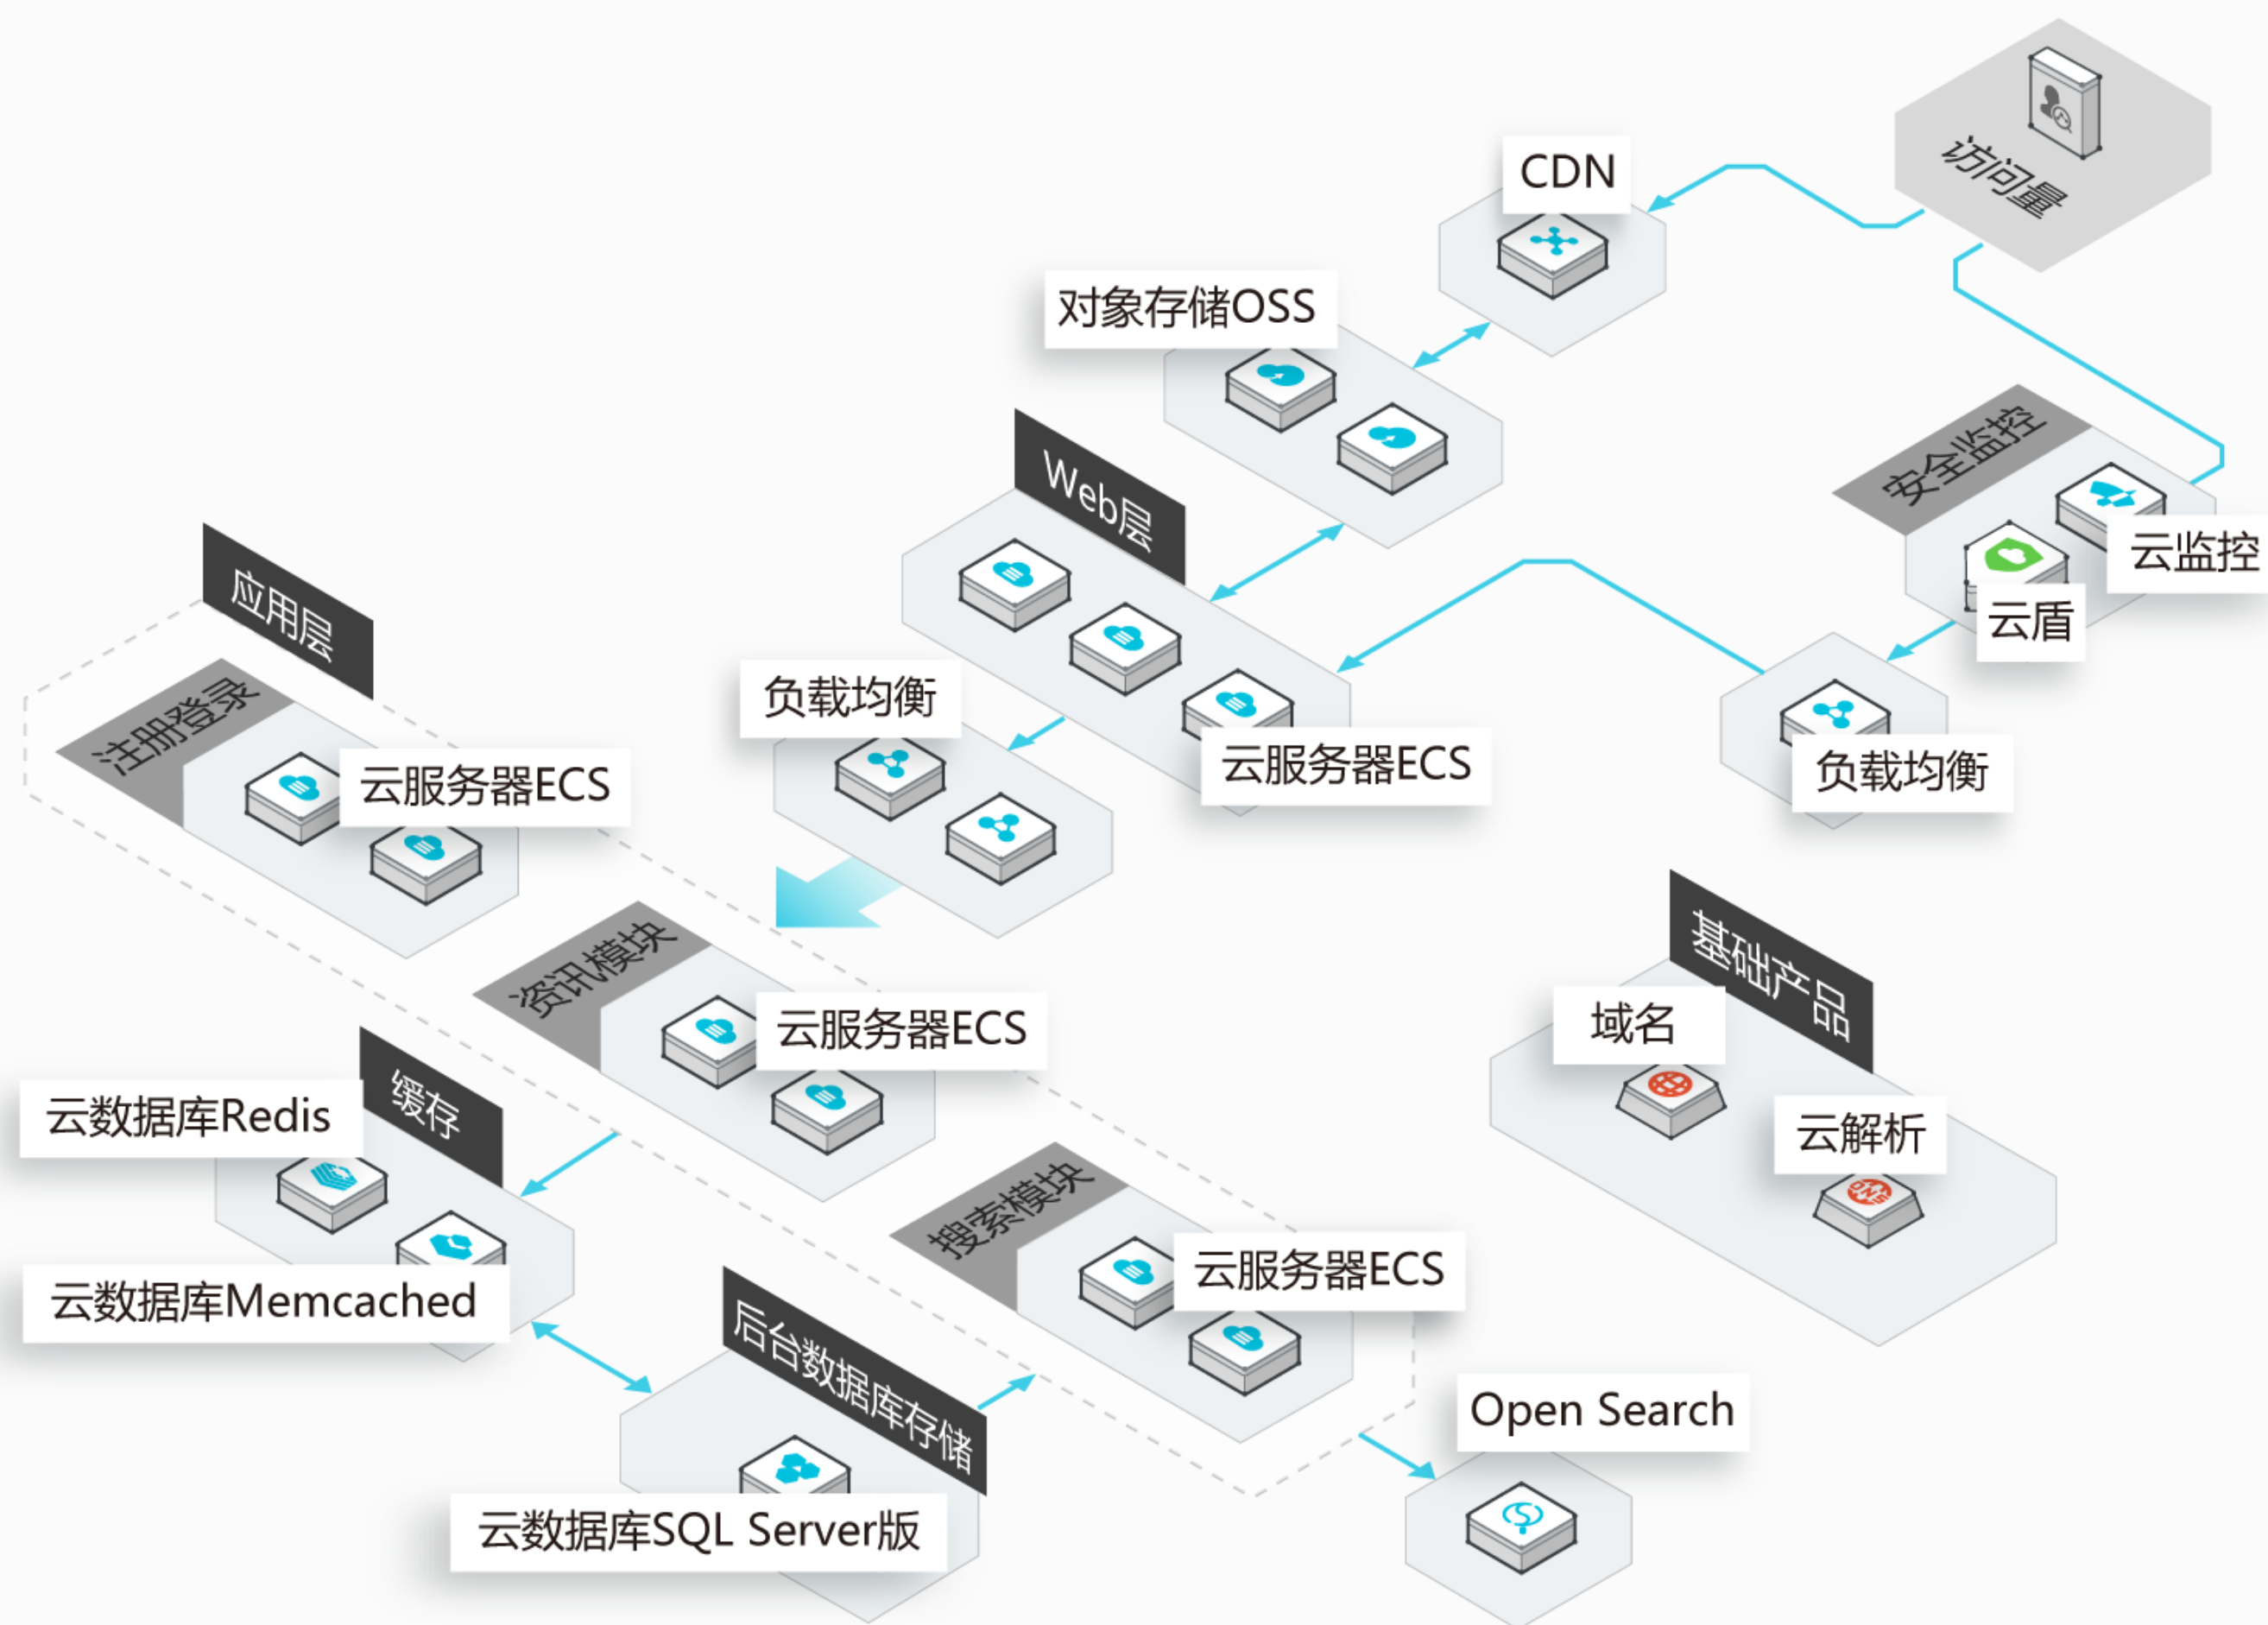 访问量
CDN
对象存储OSS
安全监控
云监控
云盾
Web层
云服务器ECS
负载均衡
负载均衡
应用层
注册登录
云服务器ECS
资讯模块
云服务器ECS
搜索模块
云服务器ECS
基础产品
域名
云解析
DNS
缓存
云数据库Redis
云数据库Memcached
后台数据库存储
云数据库SQL Server版
Open Search